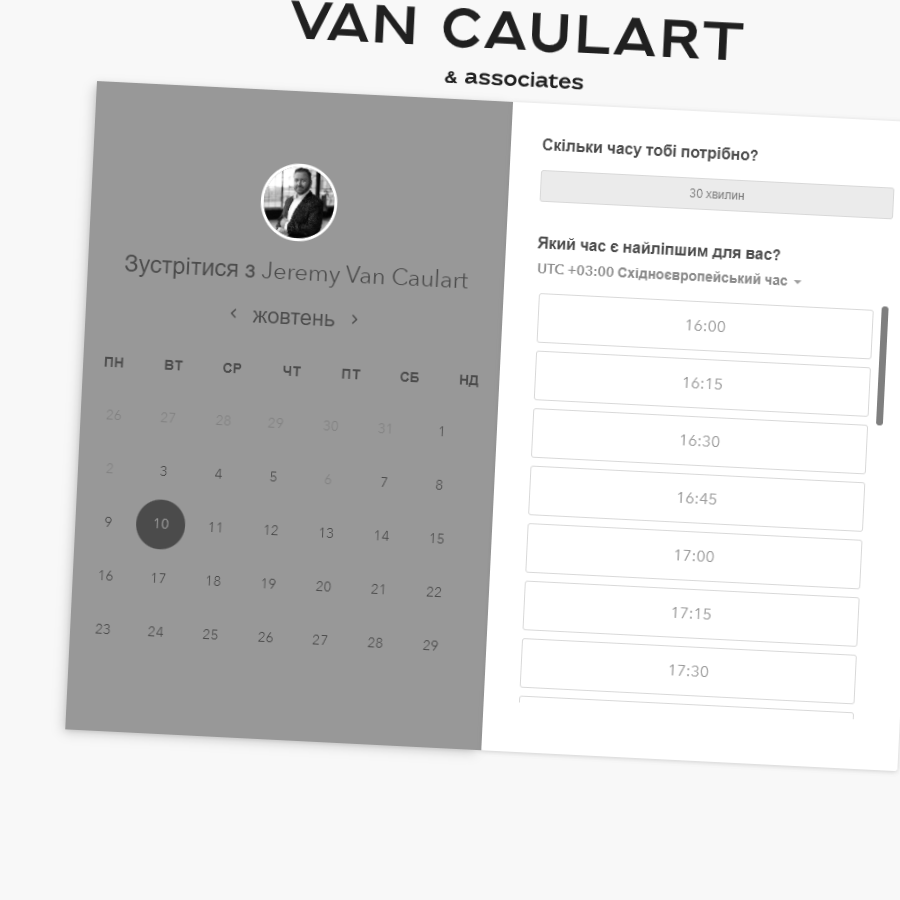 VAN CAULART
& associates
Зустрітися з Jeremy Van Caulart
жовтень
ПН ВТ СР ЧТ ПТ СБ НД
26 27 28 29 30 31 1
2 3 4 5 6 7 8
9 10 11 12 13 14 15
16 17 18 19 20 21 22
23 24 25 26 27 28 29
Скільки часу тобі потрібно?
30 хвилин
Який час є найліпшим для вас?
UTC +03:00 Східноєвропейський час
16:00
16:15
16:30
16:45
17:00
17:15
17:30